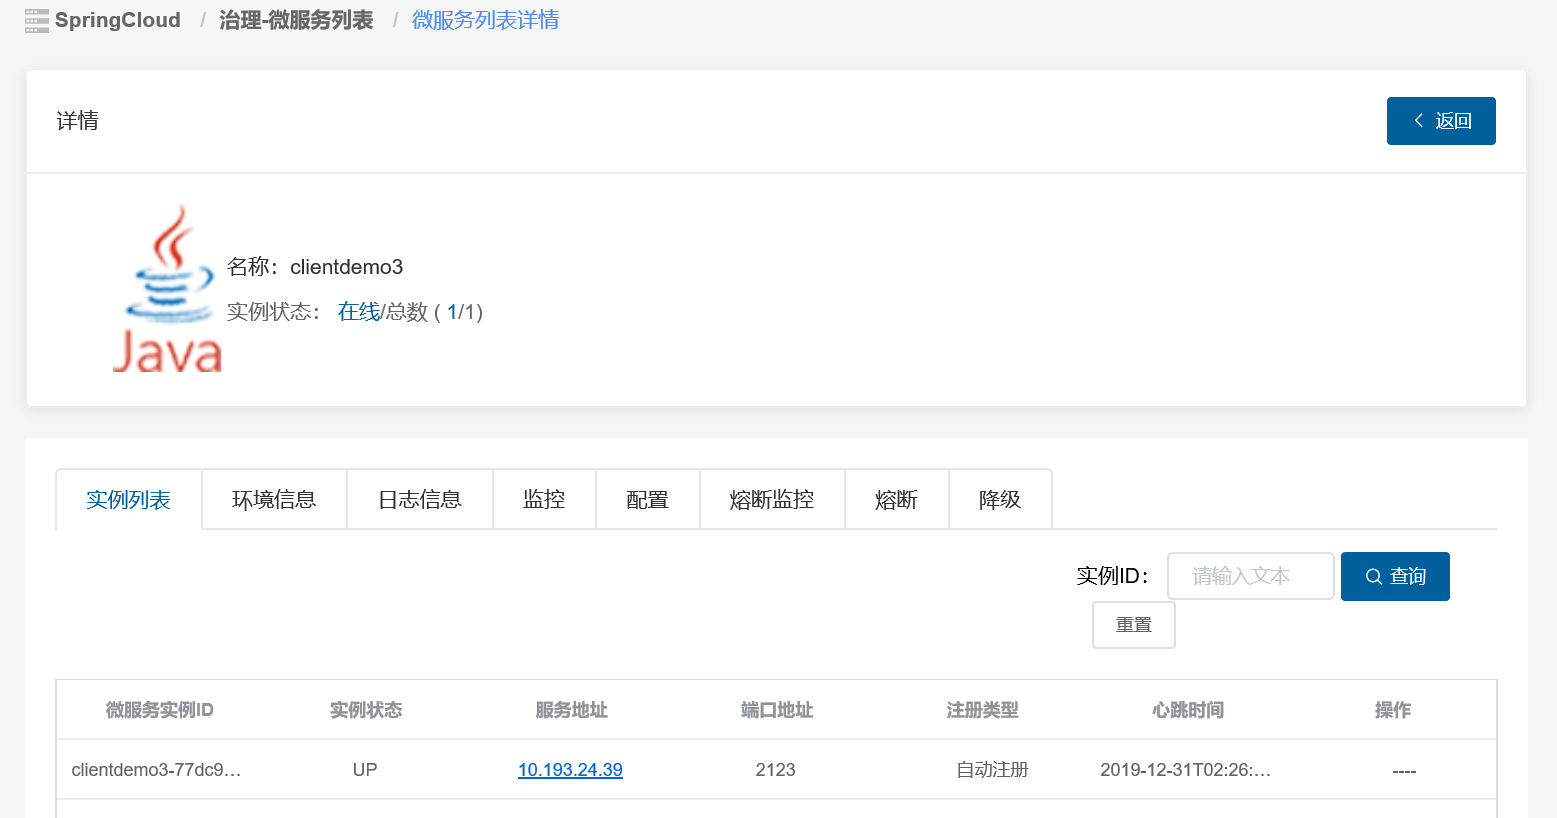 SpringCloud / 治理-微服务列表 / 微服务列表详情
详情
返回
Java
名称：clientdemo3
实例状态： 在线/总数 ( 1/1)
实例列表 环境信息 日志信息 监控 配置 熔断监控 熔断 降级
实例ID： 请输入文本 查询
重置
微服务实例ID 实例状态 服务地址 端口地址 注册类型 心跳时间 操作
clientdemo3-77dc9... UP 10.193.24.39 2123 自动注册 2019-12-31T02:26:... ----